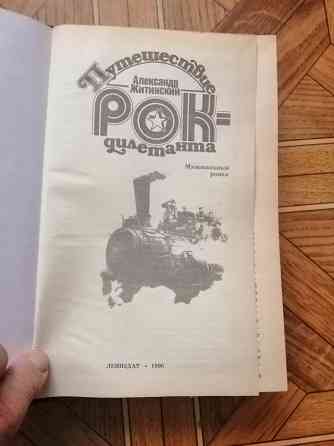 Путешествие
Александр
Житинский
РОК-
дилетанта
Музыкальный
роман
ЛЕНИЗДАТ • 1990